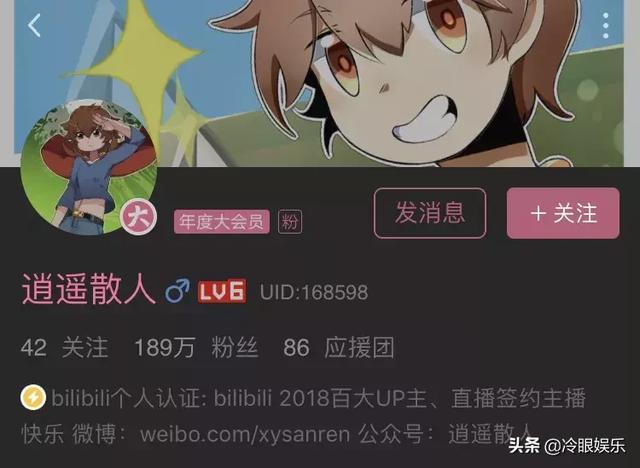 大
年度大会员 粉
发消息
+ 关注
逍遥散人 ♂ LV6 UID:168598
42 关注 189万 粉丝 86 应援团
bilibili个人认证: bilibili 2018百大UP主、直播签约主播
快乐 微博：weibo.com/xysanren 公众号：逍遥散人
头条 @冷眼娱乐